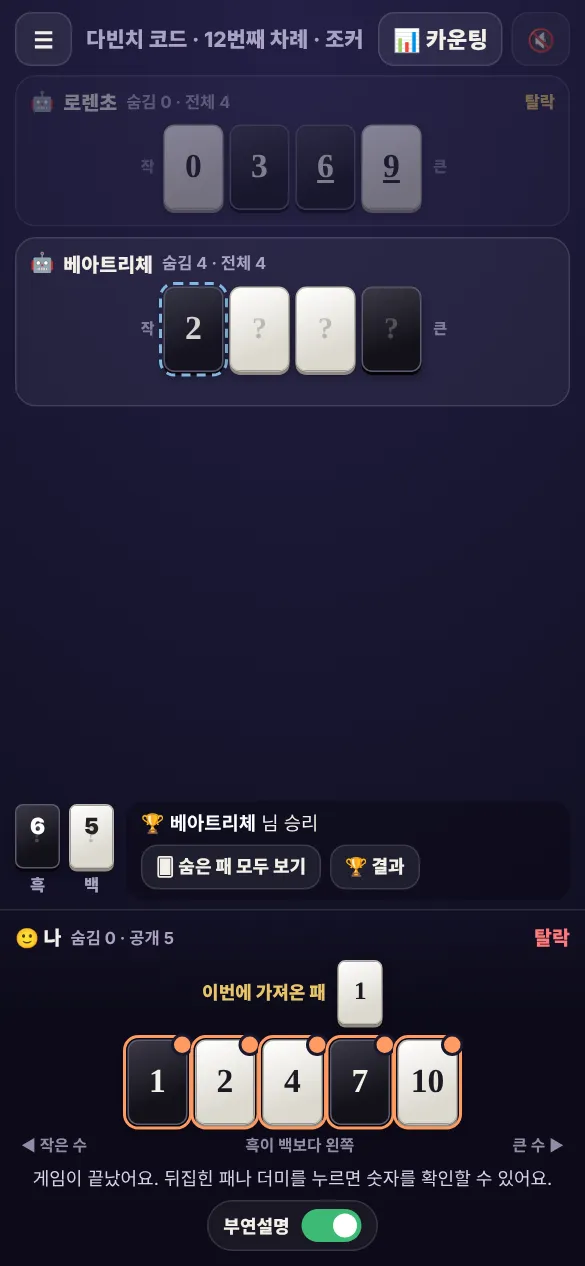 다빈치 코드 · 12번째 차례 · 조커
카운팅
로렌초 숨김 0 · 전체 4
탈락
작 0 3 6 9 큰
베아트리체 숨김 4 · 전체 4
작 2 ? ? ? 큰
6 5
흑 백
베아트리체 님 승리
숨은 패 모두 보기
결과
나 숨김 0 · 공개 5
탈락
이번에 가져온 패 1
1 2 4 7 10
◀ 작은 수
흑이 백보다 왼쪽
큰 수 ▶
게임이 끝났어요. 뒤집힌 패나 더미를 누르면 숫자를 확인할 수 있어요.
부연설명